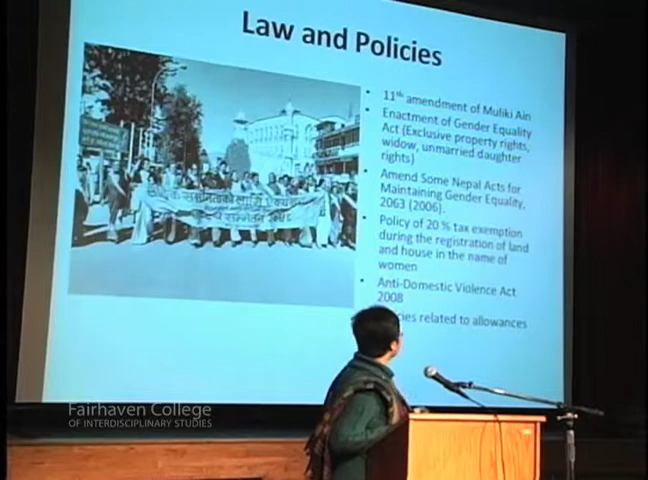 Law and Policies
• 11th amendment of Muliki Ain
• Enactment of Gender Equality
Act (Exclusive property rights,
widow, unmarried daughter
rights)
• Amend Some Nepal Acts for
Maintaining Gender Equality,
2063 (2006).
• Policy of 20 % tax exemption
during the registration of land
and house in the name of
women
• Anti-Domestic Violence Act
2008
related to allowances
Fairhaven College
OF INTERDISCIPLINARY STUDIES